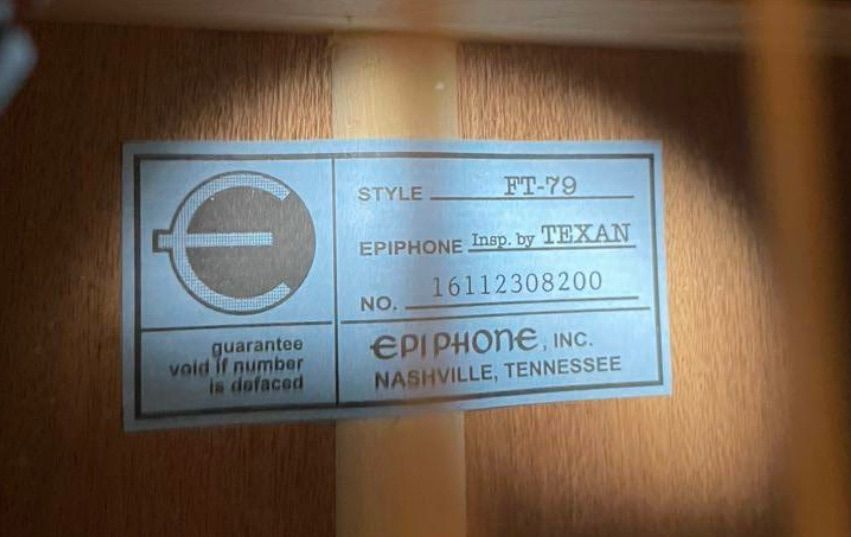 STYLE FT-79
EPIPHONE Insp. by TEXAN
NO. 16112308200
guarantee
void if number
is defaced
EPIPHONE, INC.
NASHVILLE, TENNESSEE